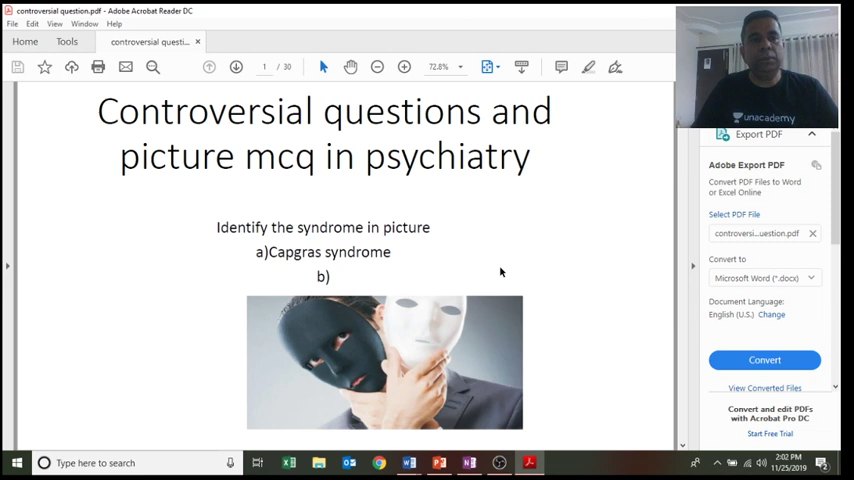 controversial question.pdf - Adobe Acrobat Reader DC
File Edit View Window Help
Home Tools controversial questi... ×
1 / 30 72.8%
Controversial questions and
picture mcq in psychiatry
Identify the syndrome in picture
a)Capgras syndrome
b)
unacademy
Export PDF
Adobe Export PDF
Convert PDF Files to Word
or Excel Online
Select PDF File
controversi...uestion.pdf
Convert to
Microsoft Word (*.docx)
Document Language:
English (U.S.) Change
Convert
View Converted Files
Convert and edit PDFs
with Acrobat Pro DC
Start Free Trial
Type here to search
2:02 PM
11/25/2019
2